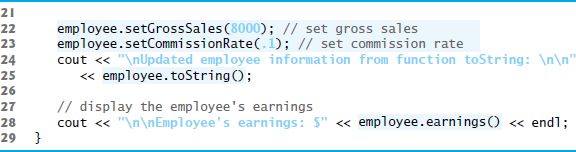 21
22 employee.setGrossSales(8000); // set gross sales
23 employee.setCommissionRate(.1); // set commission rate
24 cout << "\nUpdated employee information from function toString: \n\n"
25 << employee.toString();
26
27 // display the employee's earnings
28 cout << "\n\nEmployee's earnings: $" << employee.earnings() << endl;
29 }